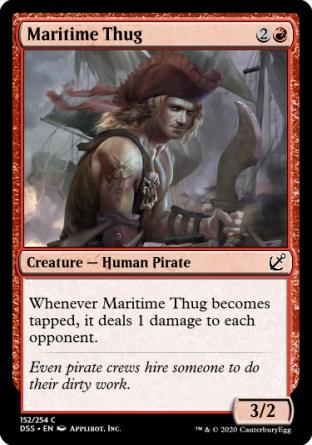 Maritime Thug 2
Creature — Human Pirate
Whenever Maritime Thug becomes
tapped, it deals 1 damage to each
opponent.
Even pirate crews hire someone to do
their dirty work.
3/2
152/254 C
DSS • EN APPLIBOT, INC.
™ & © 2020 CanterburyEgg